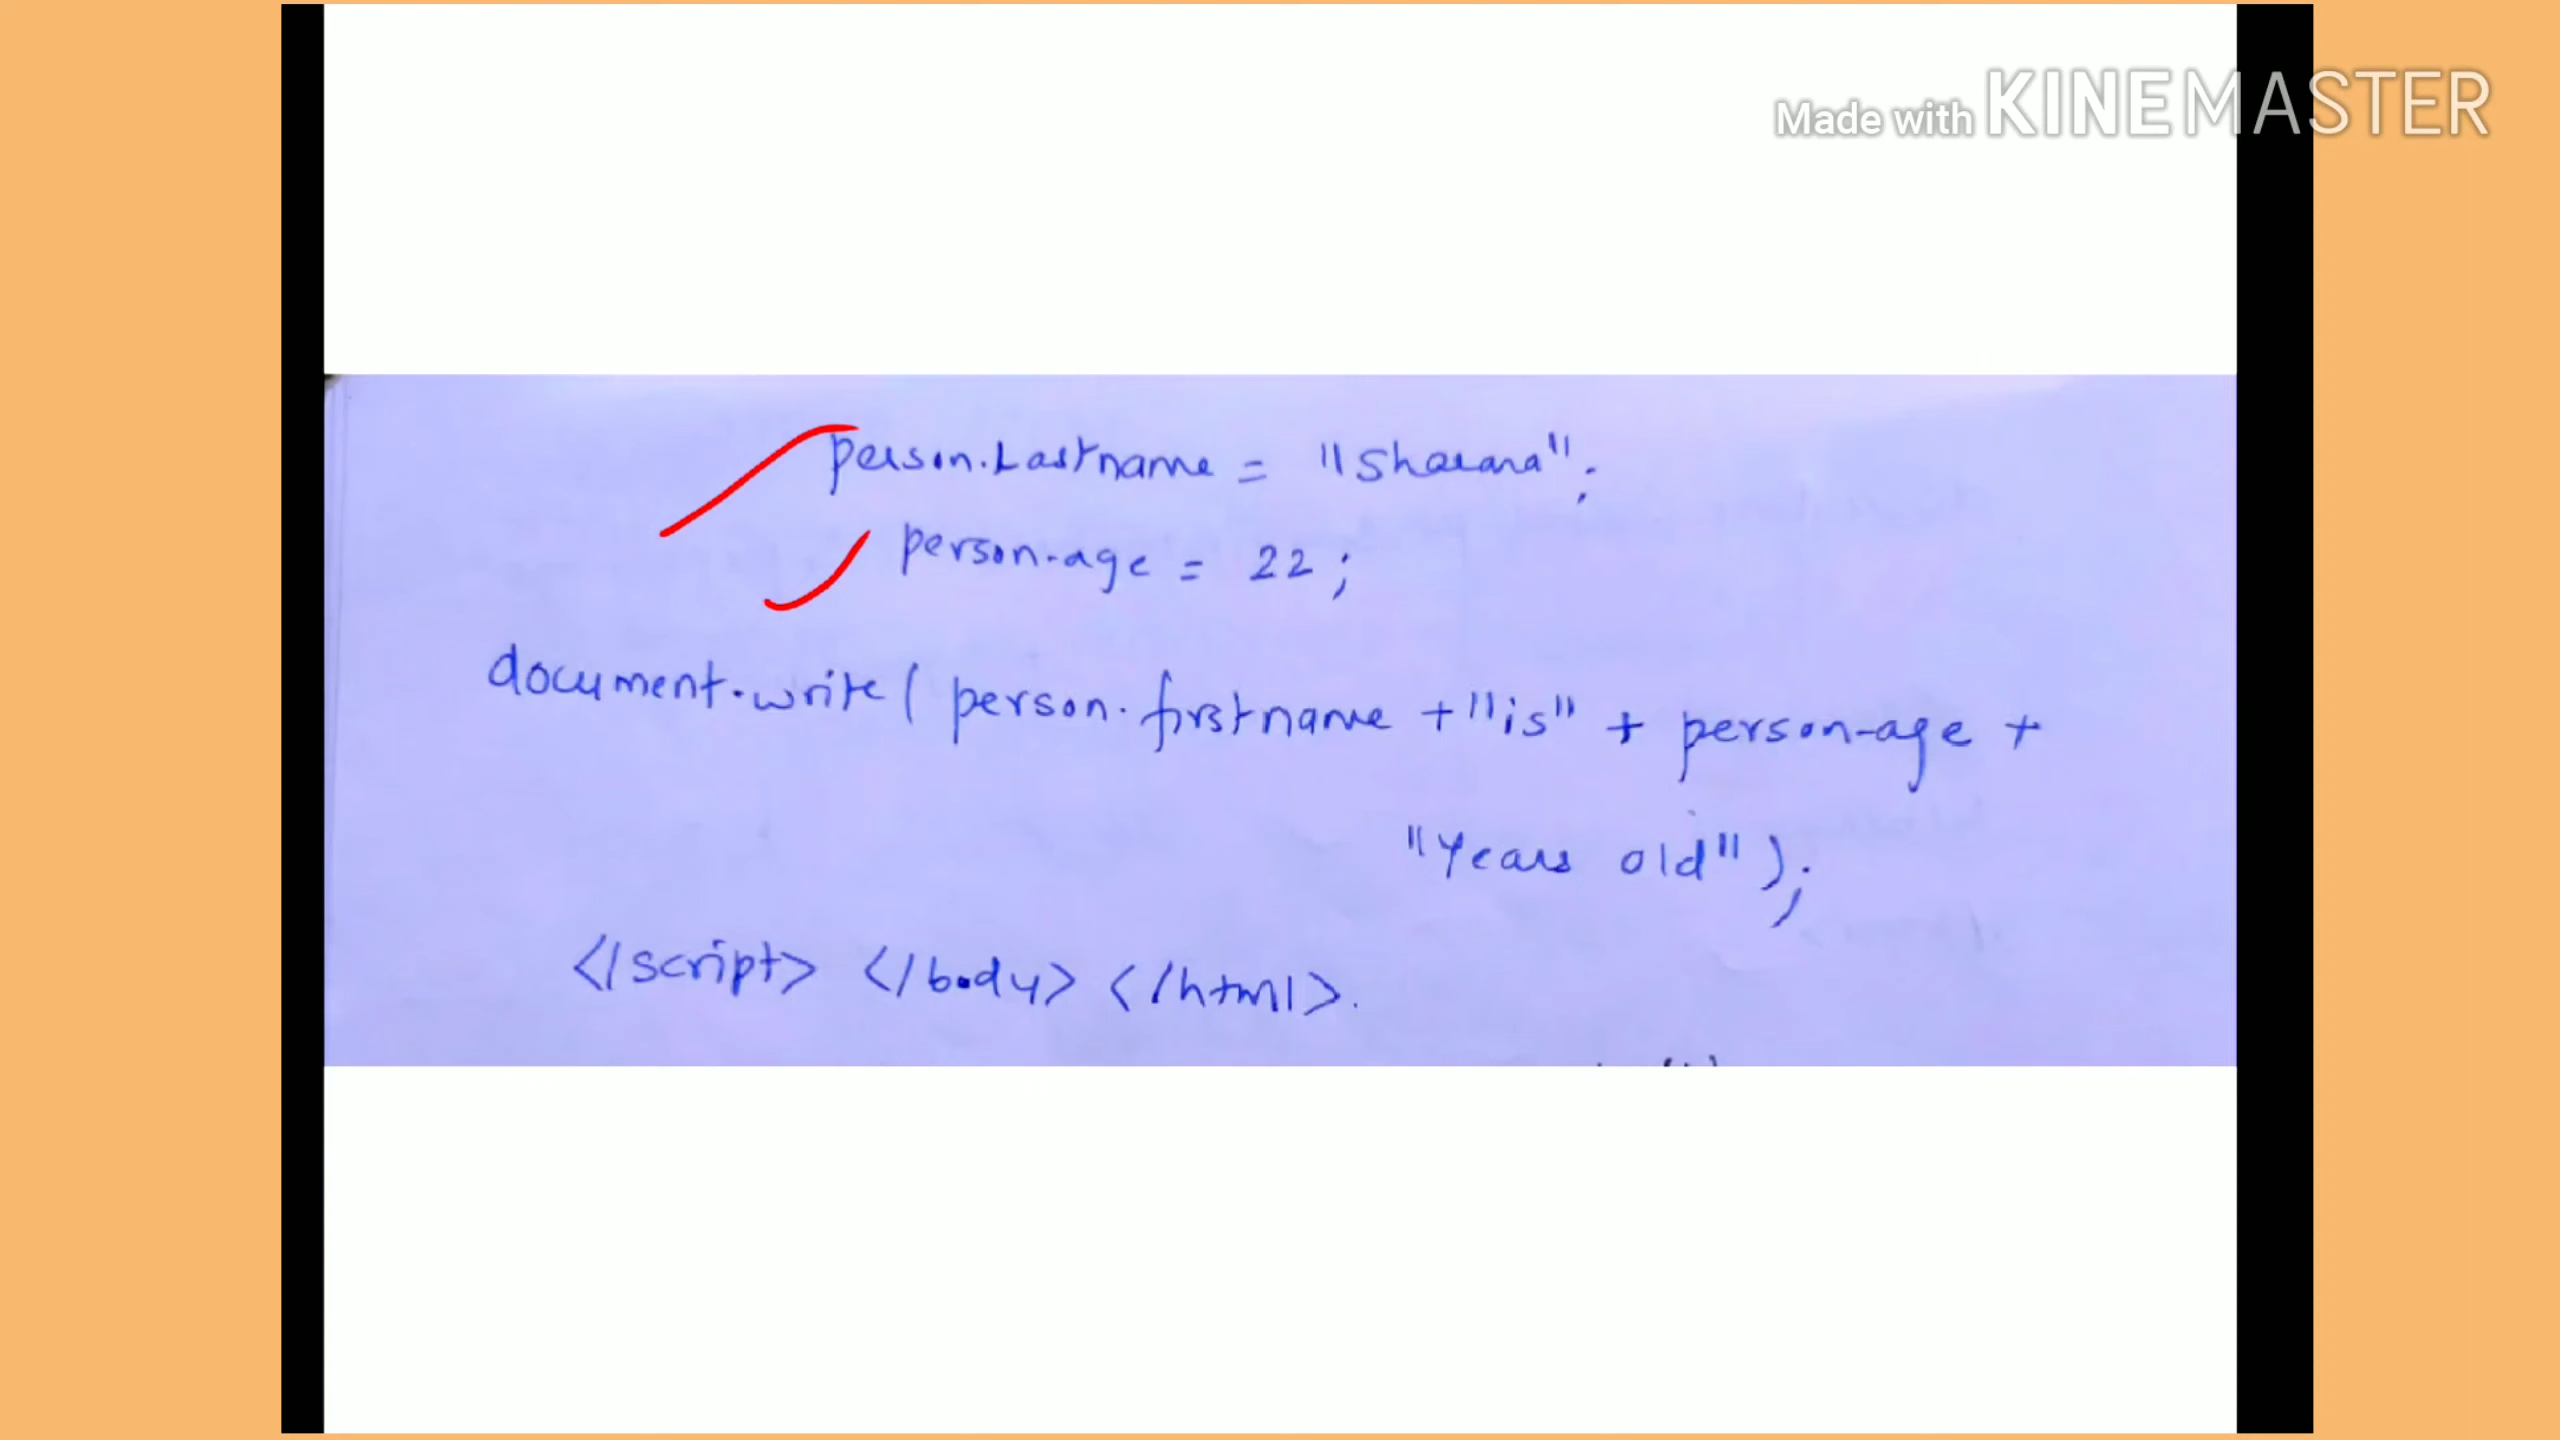 Made with KINEMASTER
person.Lastname = "Sharana";
person.age = 22;
document.write( person.firstname +"is" + person.age +
"Years old");
</script> </body> </html>.